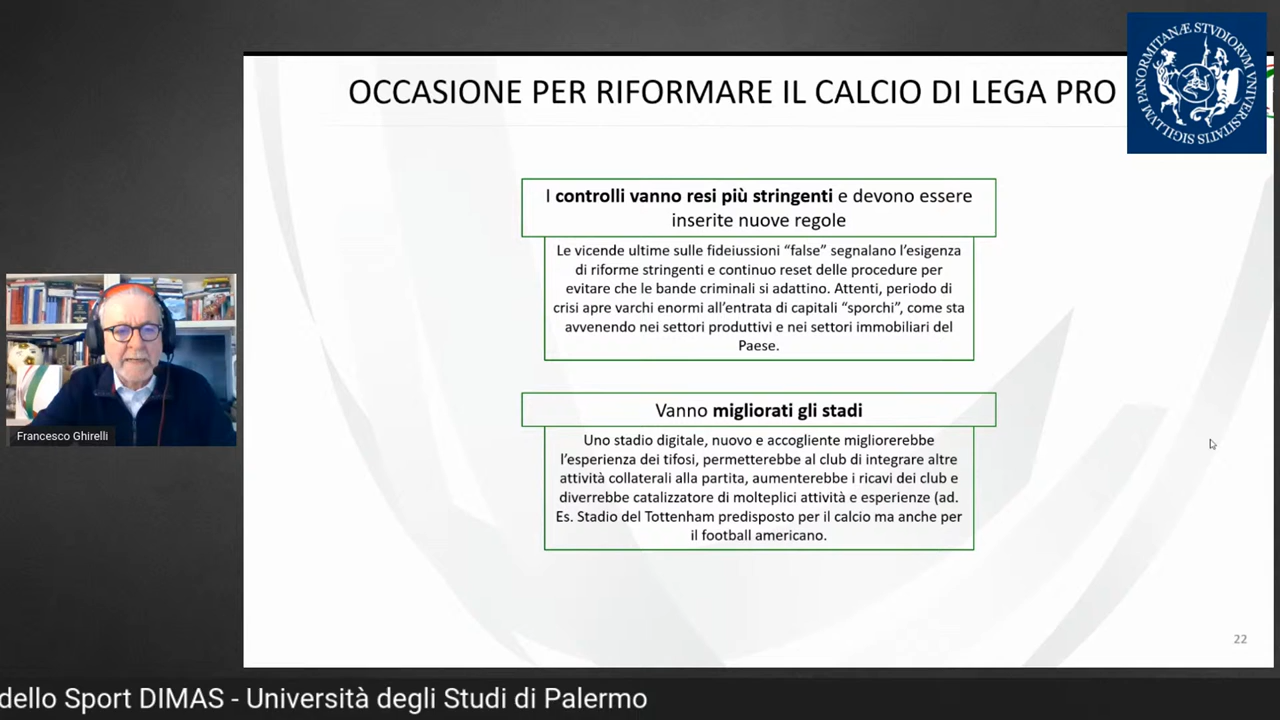 OCCASIONE PER RIFORMARE IL CALCIO DI LEGA PRO
SIGILLVM PANORMITANÆ STVDIORVM VNIVERSITATIS
I controlli vanno resi più stringenti e devono essere
inserite nuove regole
Le vicende ultime sulle fideiussioni “false” segnalano l’esigenza
di riforme stringenti e continuo reset delle procedure per
evitare che le bande criminali si adattino. Attenti, periodo di
crisi apre varchi enormi all’entrata di capitali “sporchi”, come sta
avvenendo nei settori produttivi e nei settori immobiliari del
Paese.
Francesco Ghirelli
Vanno migliorati gli stadi
Uno stadio digitale, nuovo e accogliente migliorerebbe
l’esperienza dei tifosi, permetterebbe al club di integrare altre
attività collaterali alla partita, aumenterebbe i ricavi dei club e
diverrebbe catalizzatore di molteplici attività e esperienze (ad.
Es. Stadio del Tottenham predisposto per il calcio ma anche per
il football americano.
22
dello Sport DIMAS - Università degli Studi di Palermo